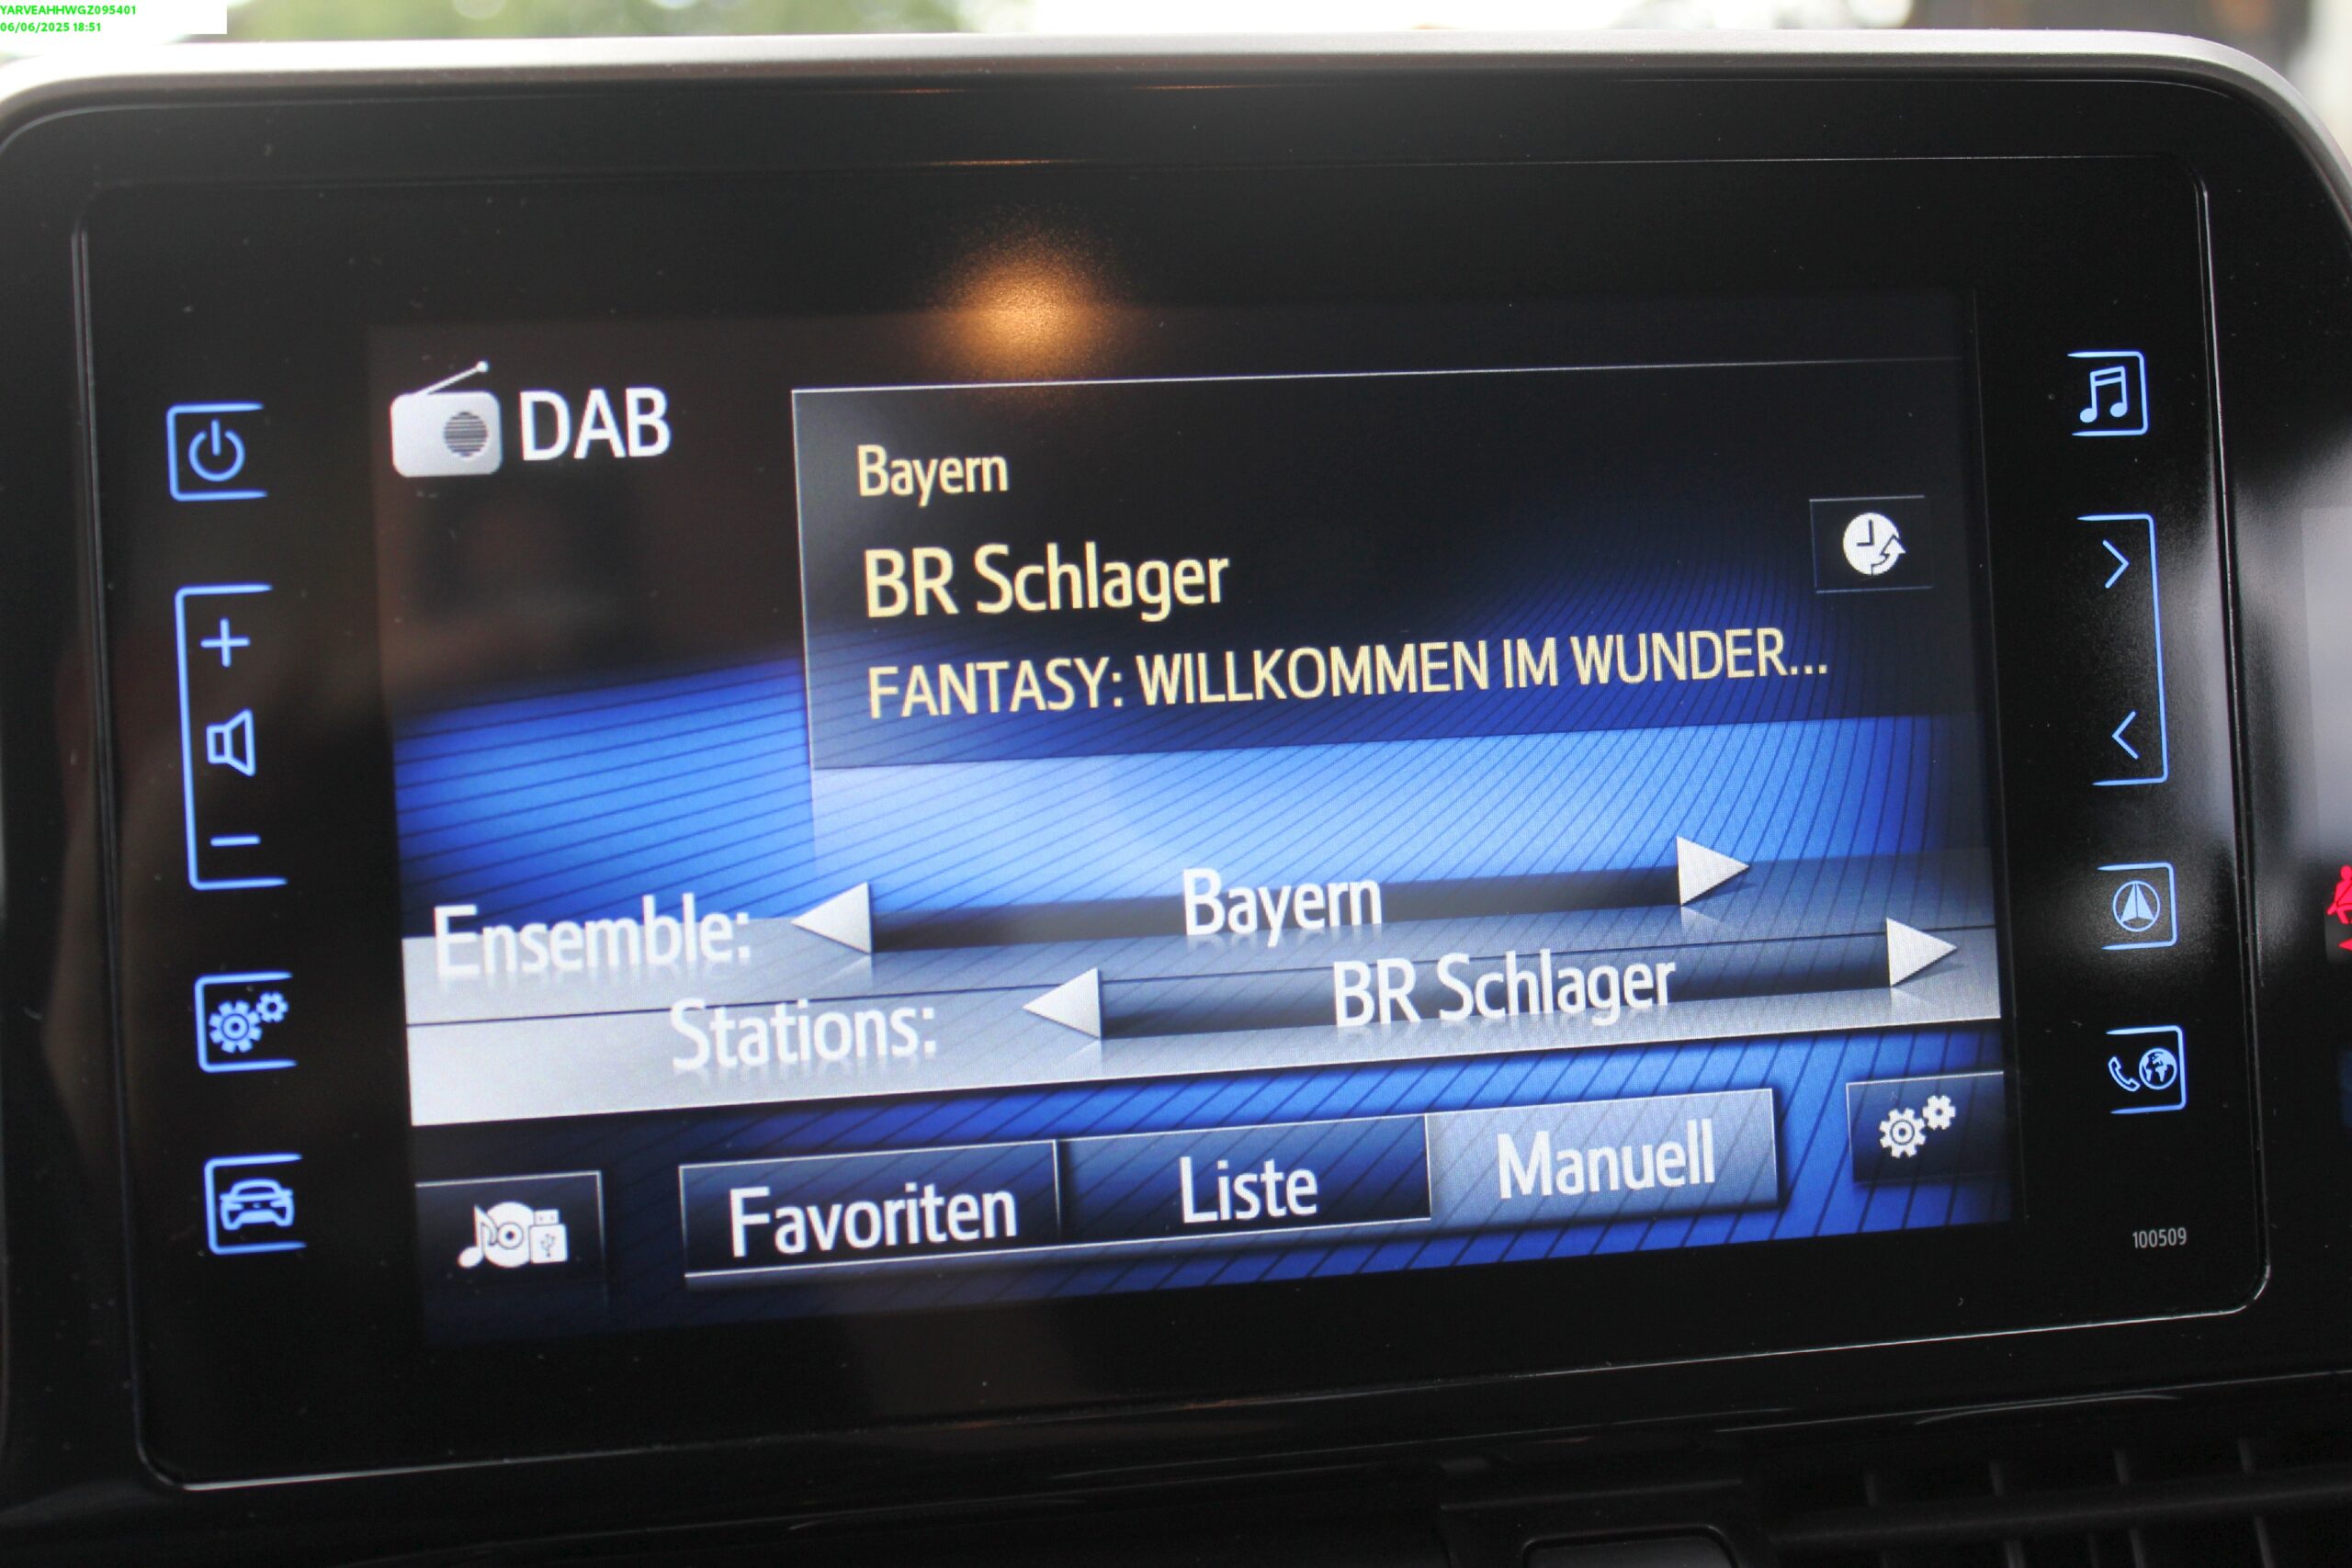 YARVEAHHWGZ095401
06/06/2025 18:51
DAB
Bayern
BR Schlager
FANTASY: WILLKOMMEN IM WUNDER...
Ensemble: Bayern
Stations: BR Schlager
Favoriten Liste Manuell
100509